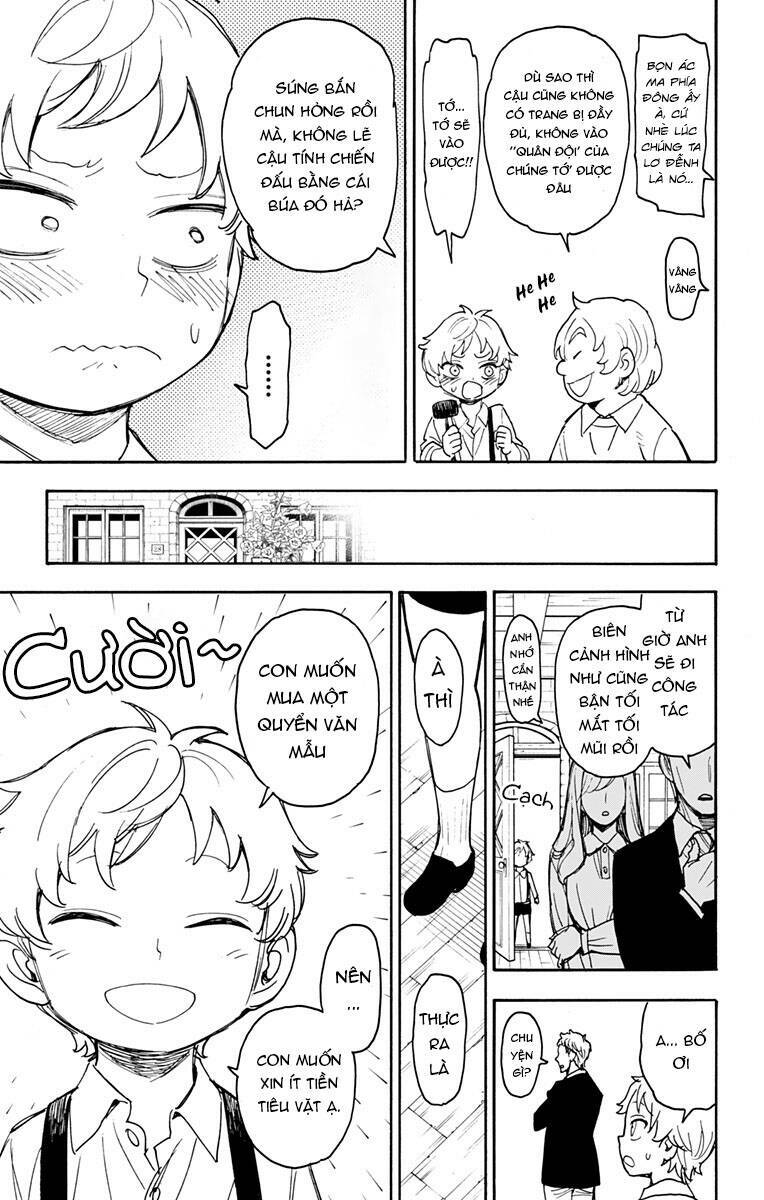 BỌN ÁC
MA PHÍA
ĐÔNG ẤY
À, CỨ
NHÈ LÚC
CHÚNG TA
LƠ ĐỄNH
LÀ NÓ...
VÂNG
VÂNG
DÙ SAO THÌ
CẬU CŨNG KHÔNG
CÓ TRANG BỊ ĐẦY
ĐỦ, KHÔNG VÀO
"QUÂN ĐỘI' CỦA
CHÚNG TỚ ĐƯỢC
ĐÂU
He He
He
TỚ...
TỚ SẼ
VÀO
ĐƯỢC!!
SÚNG BẮN
CHUN HỎNG RỒI
MÀ, KHÔNG LẼ
CẬU TÍNH CHIẾN
ĐẤU BẰNG CÁI
BÚA ĐÓ HẢ?
......
TỪ
GIỜ ANH
SẼ ĐI
CÔNG
TÁC
BIÊN
CẢNH HÌNH
NHƯ CŨNG
BẬN TỐI
MẮT TỐI
MŨI RỒI
ANH
NHỚ
CẨN
THẬN
NHÉ
Cạch
A... BỐ
ƠI
CHU
YỆN
GÌ?
À
THÌ
THỰC
RA LÀ
CON MUỐN
MUA MỘT
QUYỂN VĂN
MẪU
Cười~
NÊN
...
CON MUỐN
XIN ÍT TIỀN
TIÊU VẶT Ạ.